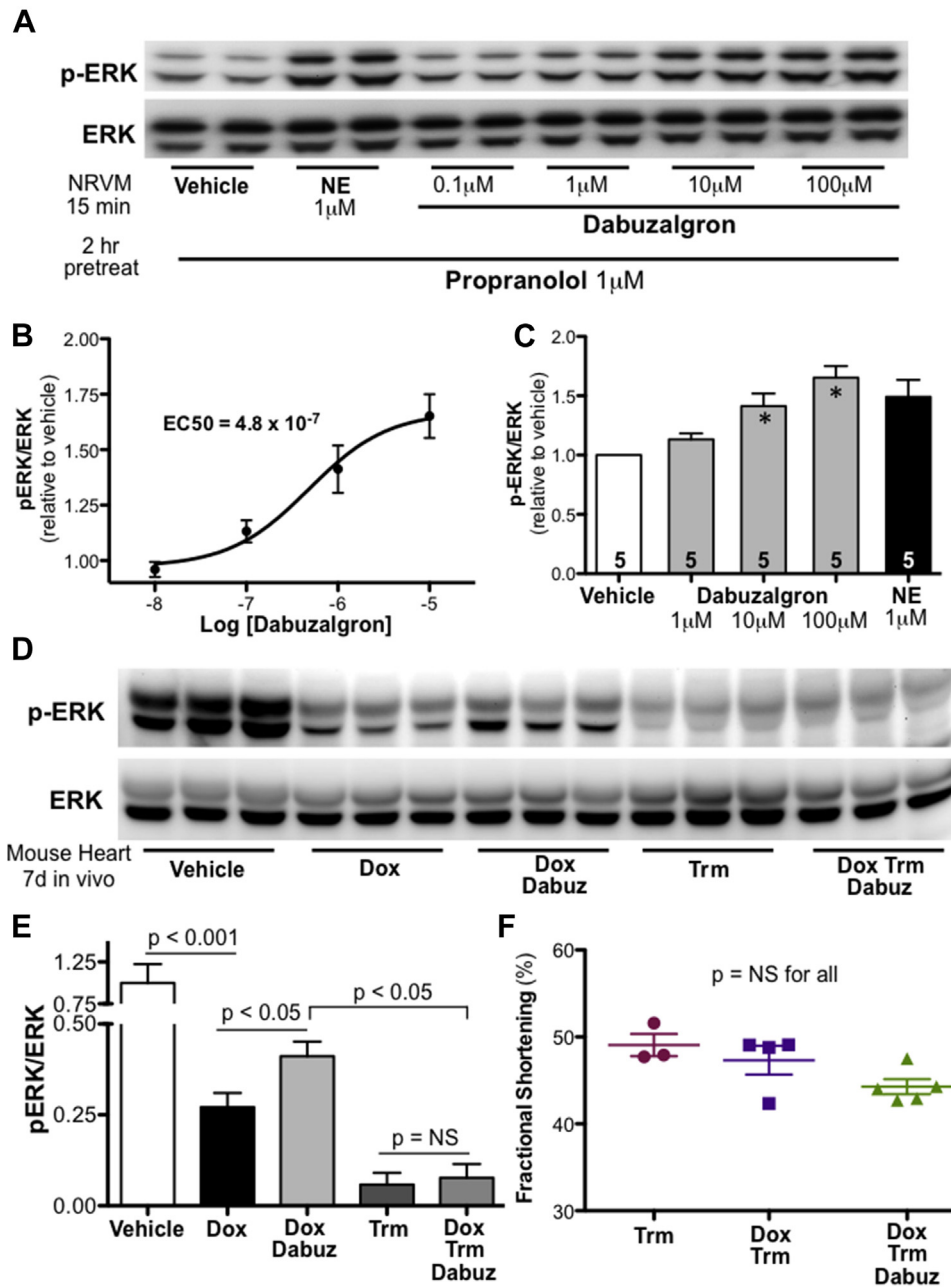 A
p-ERK
ERK
NRVM
15 min
Vehicle
NE
1µM
0.1µM
1µM
10µM
100µM
Dabuzalgron
2 hr
pretreat
Propranolol 1µM
B
pERK/ERK
(relative to vehicle)
2.00
1.75
1.50
1.25
1.00
EC50 = 4.8 x 10-7
-8
-7
-6
-5
Log [Dabuzalgron]
C
p-ERK/ERK
(relative to vehicle)
2.0
1.5
1.0
0.5
0.0
* *
5 5 5 5 5
Vehicle
Dabuzalgron
1µM 10µM 100µM
NE
1µM
D
p-ERK
ERK
Mouse Heart
7d in vivo
Vehicle
Dox
Dox
Dabuz
Trm
Dox Trm
Dabuz
E
pERK/ERK
1.25
0.75
0.50
0.25
0.00
p < 0.001
p < 0.05
p < 0.05
p = NS
Vehicle
Dox
Dox
Dabuz
Trm
Dox
Trm
Dabuz
F
Fractional Shortening (%)
60
50
40
30
p = NS for all
Trm
Dox
Trm
Dox
Trm
Dabuz